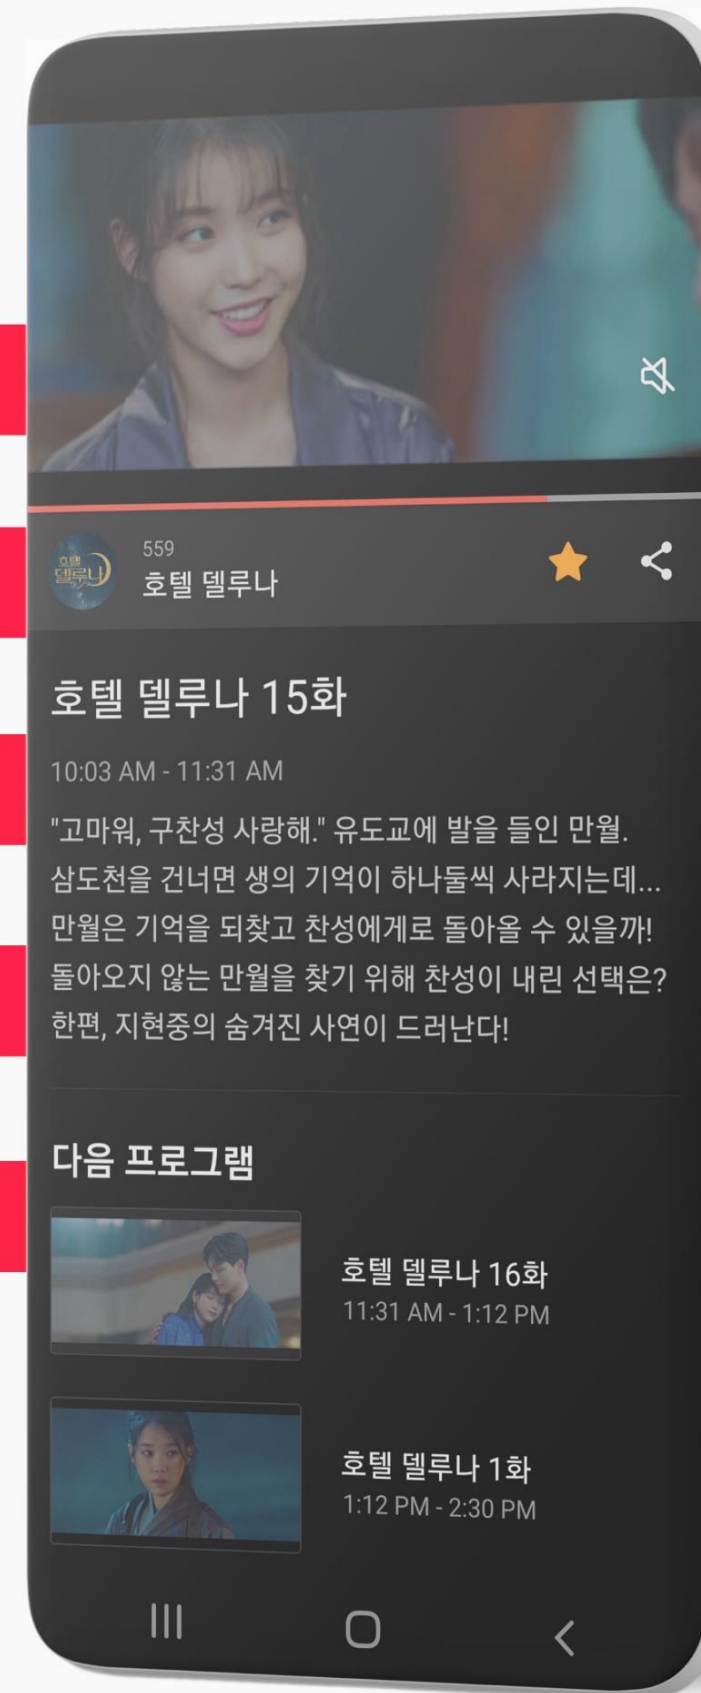 호텔
델루나
559
호텔 델루나
호텔 델루나 15화
10:03 AM - 11:31 AM
"고마워, 구찬성 사랑해." 유도교에 발을 들인 만월.
삼도천을 건너면 생의 기억이 하나둘씩 사라지는데...
만월은 기억을 되찾고 찬성에게로 돌아올 수 있을까!
돌아오지 않는 만월을 찾기 위해 찬성이 내린 선택은?
한편, 지현중의 숨겨진 사연이 드러난다!
다음 프로그램
호텔 델루나 16화
11:31 AM - 1:12 PM
호텔 델루나 1화
1:12 PM - 2:30 PM